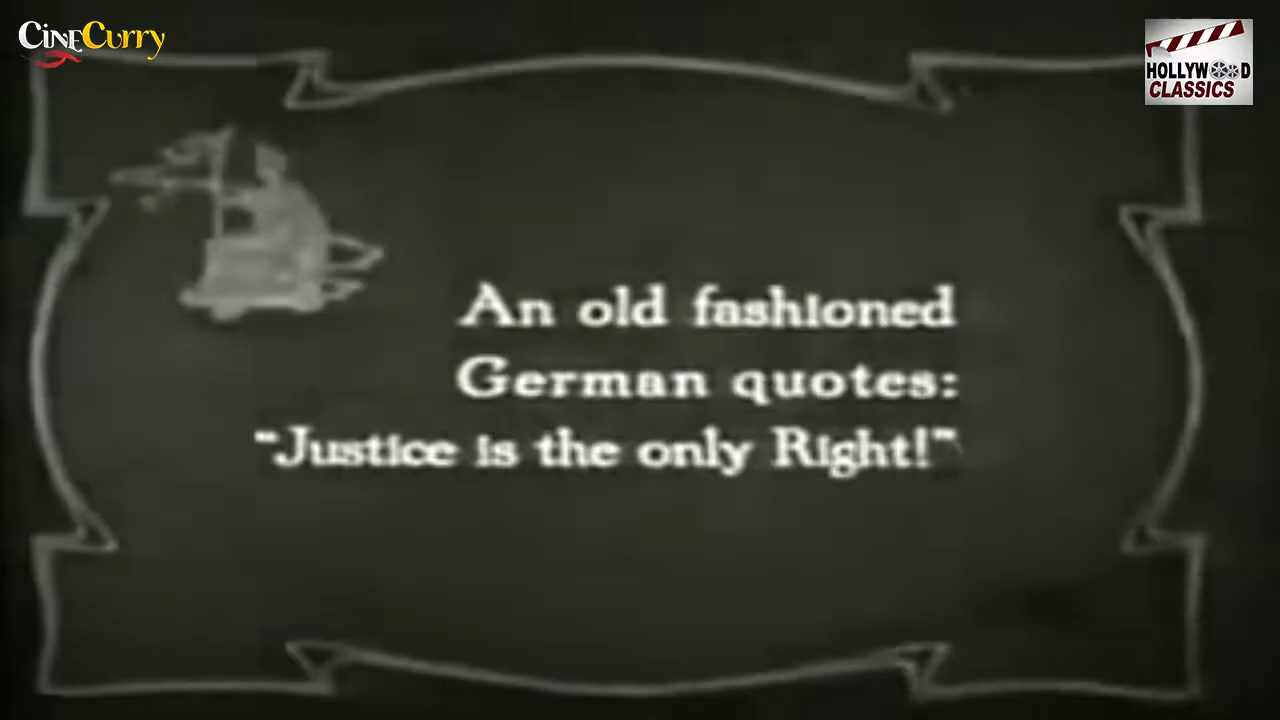 CineCurry
HOLLYWOOD
CLASSICS
An old fashioned
German quotes:
"Justice is the only Right!"